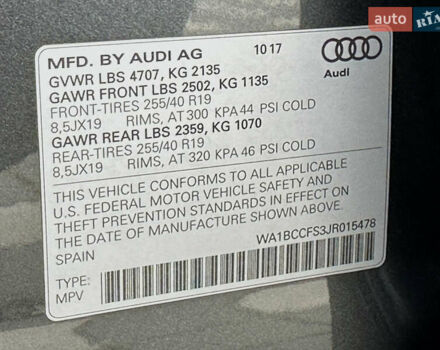 auto RIA
MFD. BY AUDI AG 10 17
GVWR LBS 4707, KG 2135
GAWR FRONT LBS 2502, KG 1135
FRONT-TIRES 255/40 R19
8,5JX19 RIMS, AT 300 KPA 44 PSI COLD
GAWR REAR LBS 2359, KG 1070
REAR-TIRES 255/40 R19
8,5JX19 RIMS, AT 320 KPA 46 PSI COLD
Audi
THIS VEHICLE CONFORMS TO ALL APPLICABLE
U.S. FEDERAL MOTOR VEHICLE SAFETY AND
THEFT PREVENTION STANDARDS IN EFFECT ON
THE DATE OF MANUFACTURE SHOWN ABOVE.
SPAIN WA1BCCFS3JR015478
TYPE:
MPV